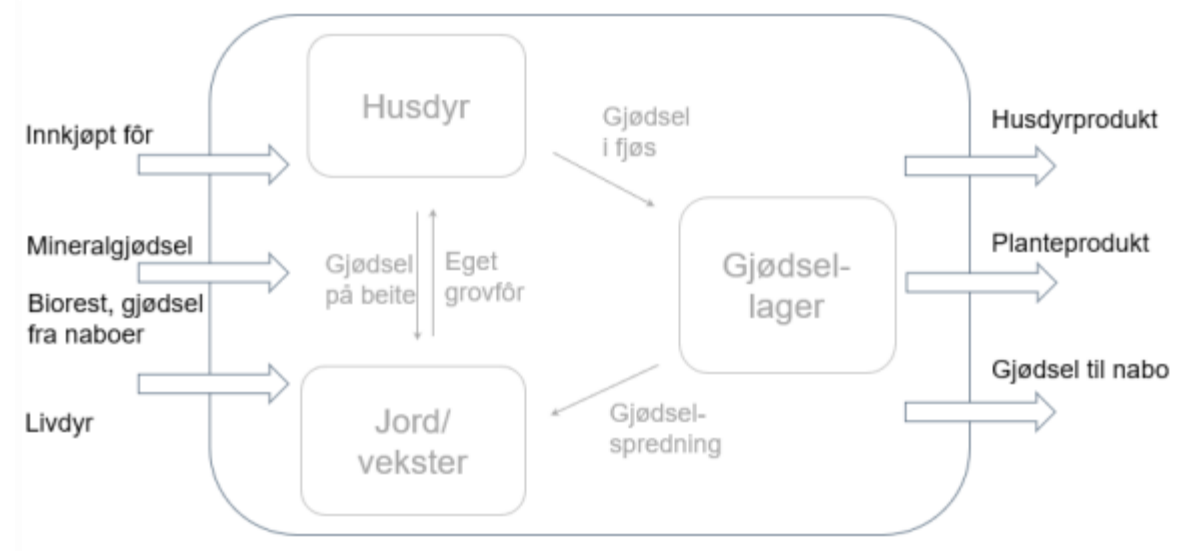 Husdyr
Gjødsel
i fjøs
Innkjøpt fôr
Husdyrprodukt
Mineralgjødsel
Gjødsel
på beite
Eget
grovfôr
Gjødsel-
lager
Planteprodukt
Biorest, gjødsel
fra naboer
Gjødsel til nabo
Livdyr
Jord/
vekster
Gjødsel-
spredning